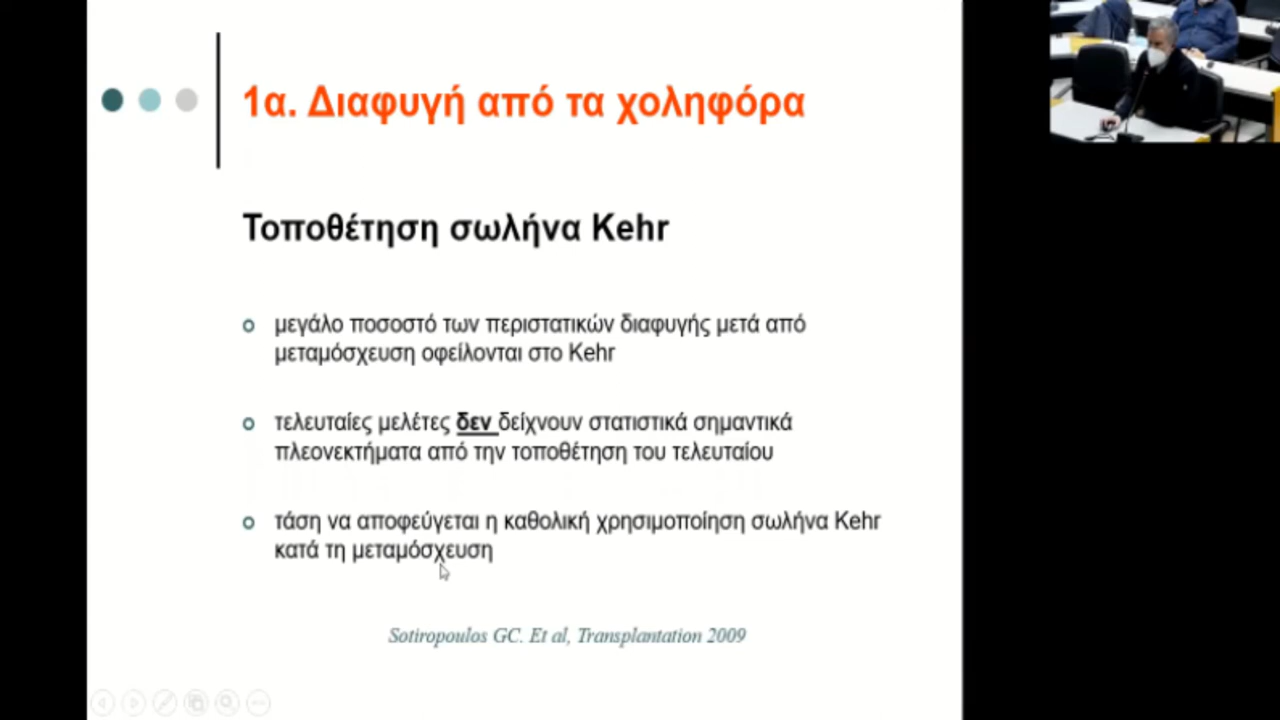 1α. Διαφυγή από τα χοληφόρα
Τοποθέτηση σωλήνα Kehr
μεγάλο ποσοστό των περιστατικών διαφυγής μετά από
μεταμόσχευση οφείλονται στο Kehr
τελευταίες μελέτες δεν δείχνουν στατιστικά σημαντικά
πλεονεκτήματα από την τοποθέτηση του τελευταίου
τάση να αποφεύγεται η καθολική χρησιμοποίηση σωλήνα Kehr
κατά τη μεταμόσχευση
Sotiropoulos GC. Et al, Transplantation 2009